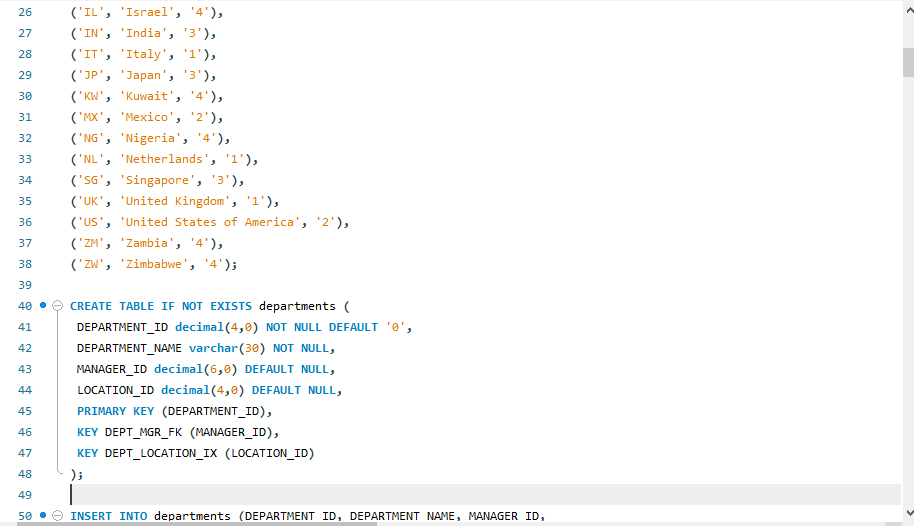 26 ('IL', 'Israel', '4'),
27 ('IN', 'India', '3'),
28 ('IT', 'Italy', '1'),
29 ('JP', 'Japan', '3'),
30 ('KW', 'Kuwait', '4'),
31 ('MX', 'Mexico', '2'),
32 ('NG', 'Nigeria', '4'),
33 ('NL', 'Netherlands', '1'),
34 ('SG', 'Singapore', '3'),
35 ('UK', 'United Kingdom', '1'),
36 ('US', 'United States of America', '2'),
37 ('ZM', 'Zambia', '4'),
38 ('ZW', 'Zimbabwe', '4');
39
40 CREATE TABLE IF NOT EXISTS departments (
41 DEPARTMENT_ID decimal(4,0) NOT NULL DEFAULT '0',
42 DEPARTMENT_NAME varchar(30) NOT NULL,
43 MANAGER_ID decimal(6,0) DEFAULT NULL,
44 LOCATION_ID decimal(4,0) DEFAULT NULL,
45 PRIMARY KEY (DEPARTMENT_ID),
46 KEY DEPT_MGR_FK (MANAGER_ID),
47 KEY DEPT_LOCATION_IX (LOCATION_ID)
48 );
49
50 INSERT INTO departments (DEPARTMENT_ID, DEPARTMENT_NAME, MANAGER_ID,